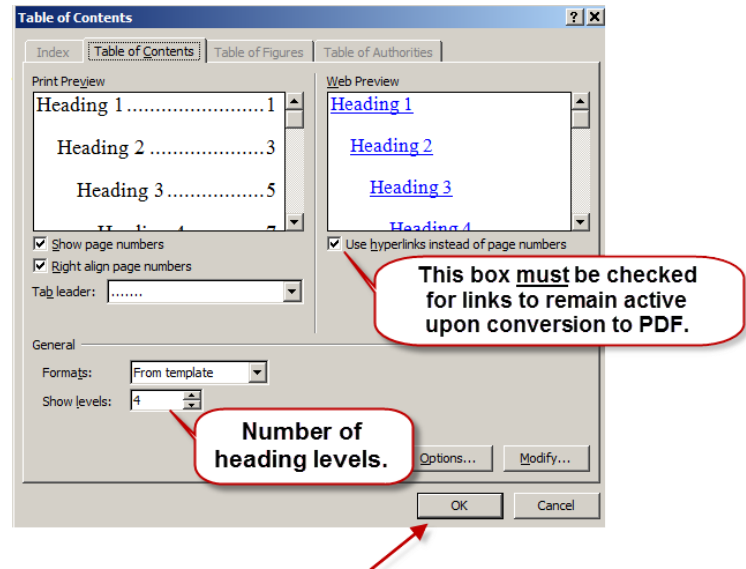 Table of Contents
? X
Index Table of Contents Table of Figures Table of Authorities
Print Preview
Heading 1........................1
Heading 2.....................3
Heading 3.................5
Web Preview
Heading 1
Heading 2
Heading 3
Heading 4
Show page numbers
Right align page numbers
Tab leader: .......
Use hyperlinks instead of page numbers
This box must be checked
for links to remain active
upon conversion to PDF.
General
Formats: From template
Show levels: 4
Number of
heading levels.
Options... Modify...
OK Cancel